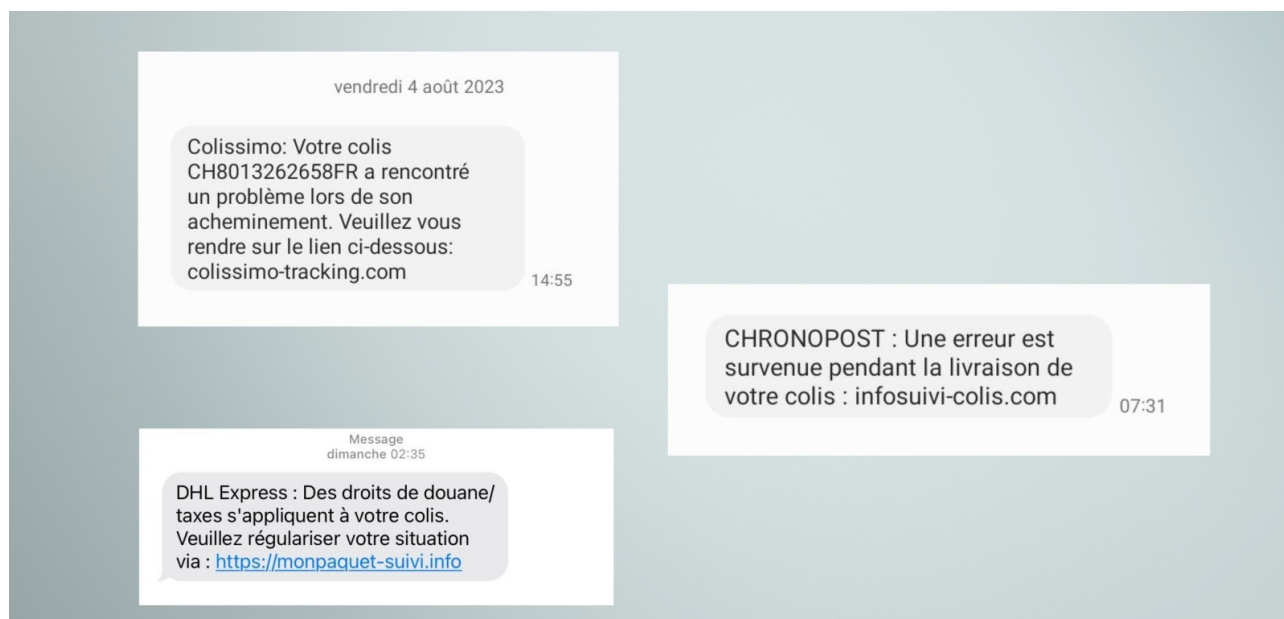 vendredi 4 août 2023
Colissimo: Votre colis
CH8013262658FR a rencontré
un problème lors de son
acheminement. Veuillez vous
rendre sur le lien ci-dessous:
colissimo-tracking.com
14:55
CHRONOPOST : Une erreur est
survenue pendant la livraison de
votre colis : infosuivi-colis.com
07:31
Message
dimanche 02:35
DHL Express : Des droits de douane/
taxes s'appliquent à votre colis.
Veuillez régulariser votre situation
via : https://monpaquet-suivi.info